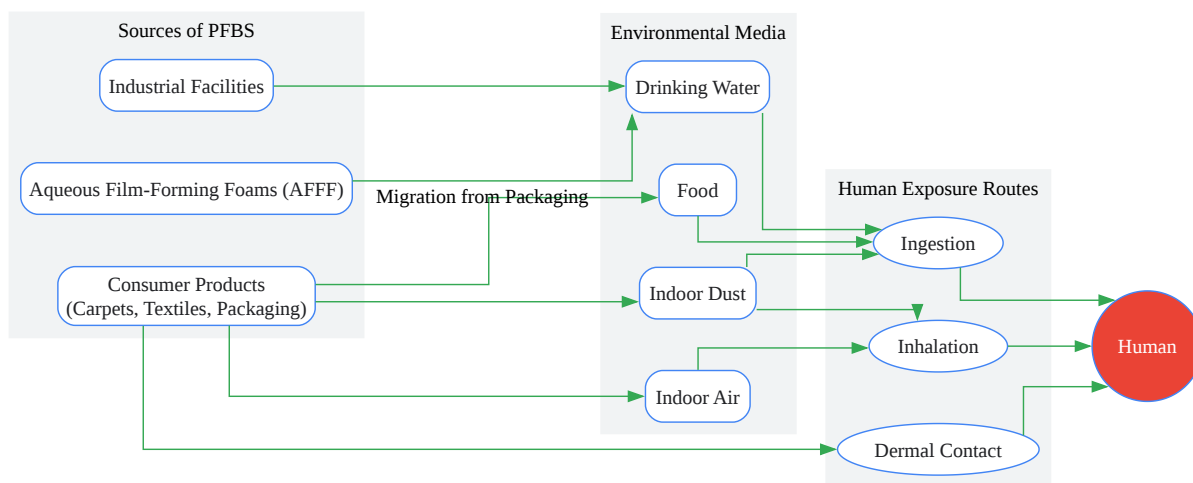 Sources of PFBS
Industrial Facilities
Aqueous Film-Forming Foams (AFFF)
Consumer Products
(Carpets, Textiles, Packaging)
Migration from Packaging
Environmental Media
Drinking Water
Food
Indoor Dust
Indoor Air
Human Exposure Routes
Ingestion
Inhalation
Dermal Contact
Human